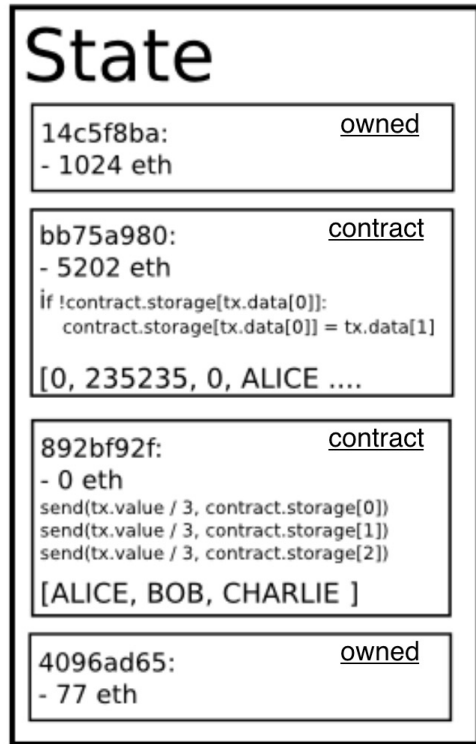 State
owned
14c5f8ba:
- 1024 eth
contract
bb75a980:
- 5202 eth
if !contract.storage[tx.data[0]]:
contract.storage[tx.data[0]] = tx.data[1]
[0, 235235, 0, ALICE ....
contract
892bf92f:
- 0 eth
send(tx.value / 3, contract.storage[0])
send(tx.value / 3, contract.storage[1])
send(tx.value / 3, contract.storage[2])
[ALICE, BOB, CHARLIE ]
owned
4096ad65:
- 77 eth